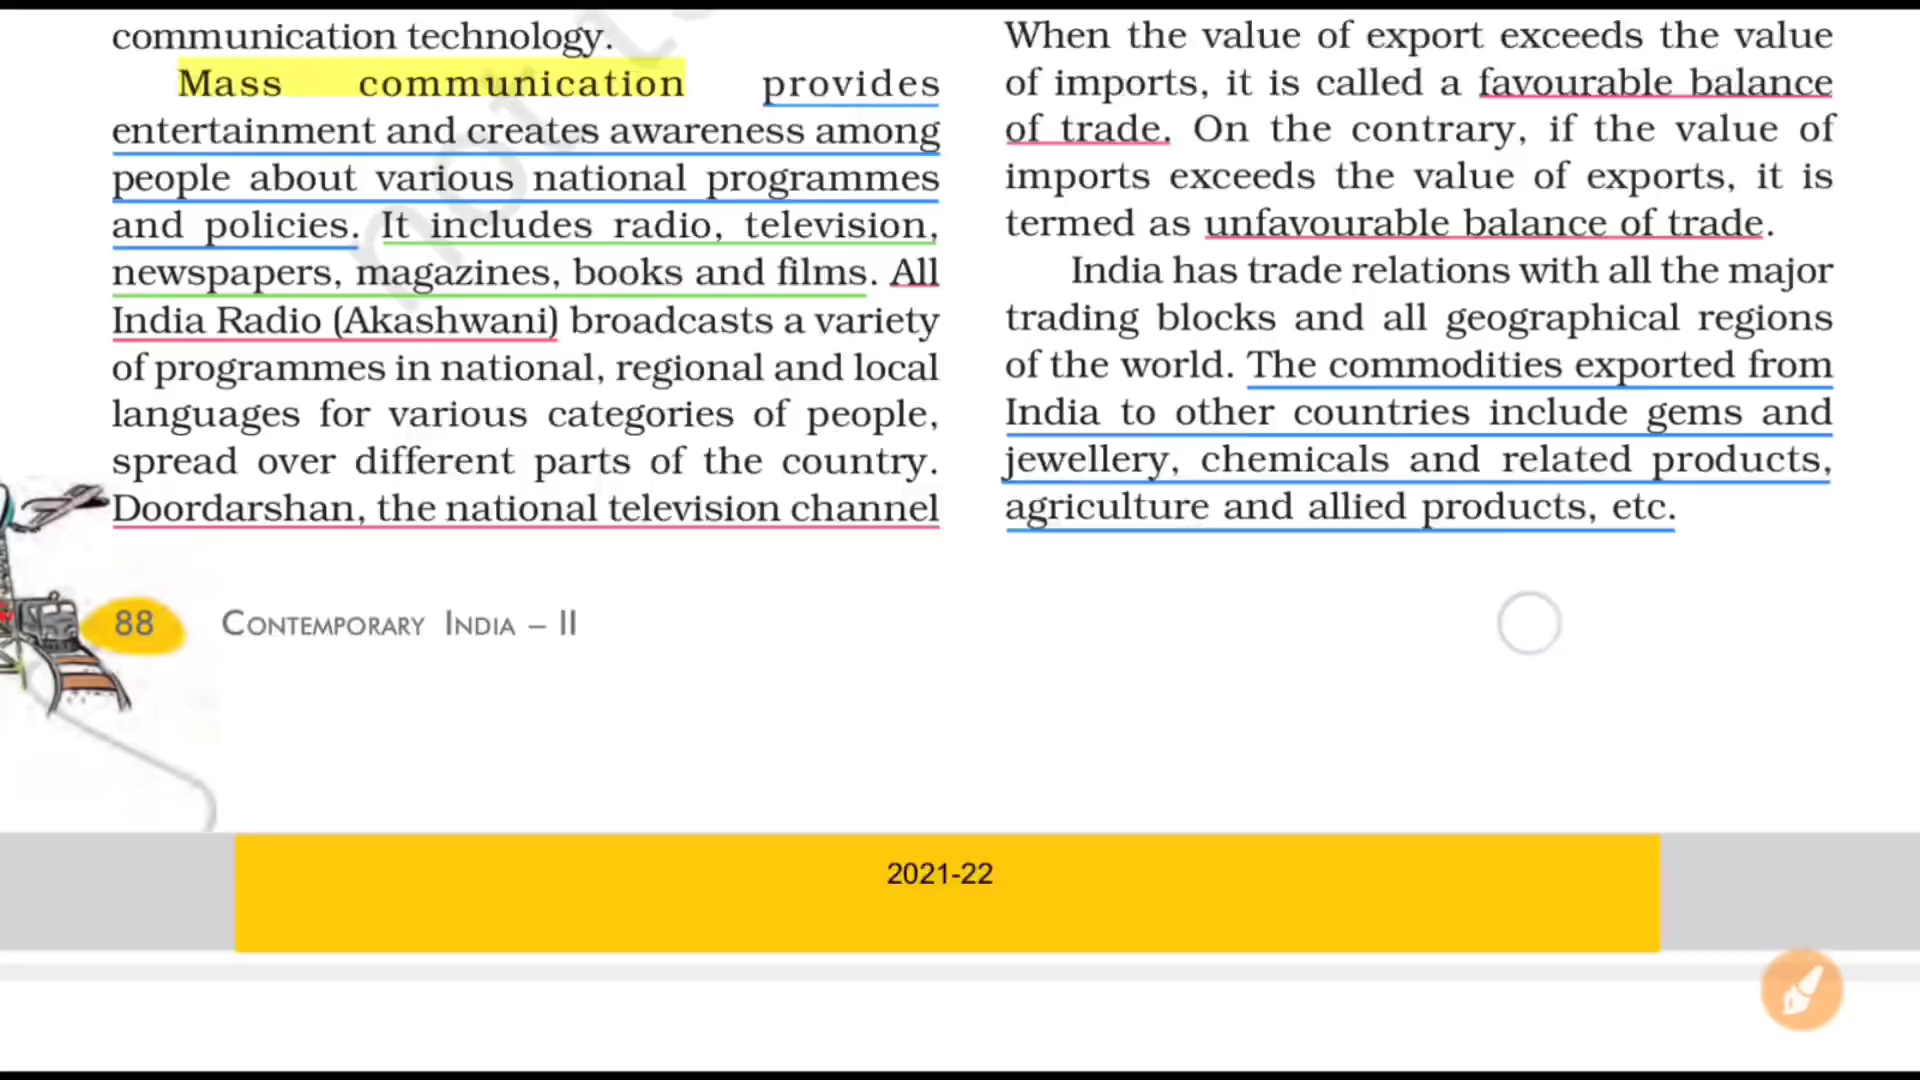 communication technology.
Mass communication provides
entertainment and creates awareness among
people about various national programmes
and policies. It includes radio, television,
newspapers, magazines, books and films. All
India Radio (Akashwani) broadcasts a variety
of programmes in national, regional and local
languages for various categories of people,
spread over different parts of the country.
Doordarshan, the national television channel
When the value of export exceeds the value
of imports, it is called a favourable balance
of trade. On the contrary, if the value of
imports exceeds the value of exports, it is
termed as unfavourable balance of trade.
India has trade relations with all the major
trading blocks and all geographical regions
of the world. The commodities exported from
India to other countries include gems and
jewellery, chemicals and related products,
agriculture and allied products, etc.
88 CONTEMPORARY INDIA – II
2021-22